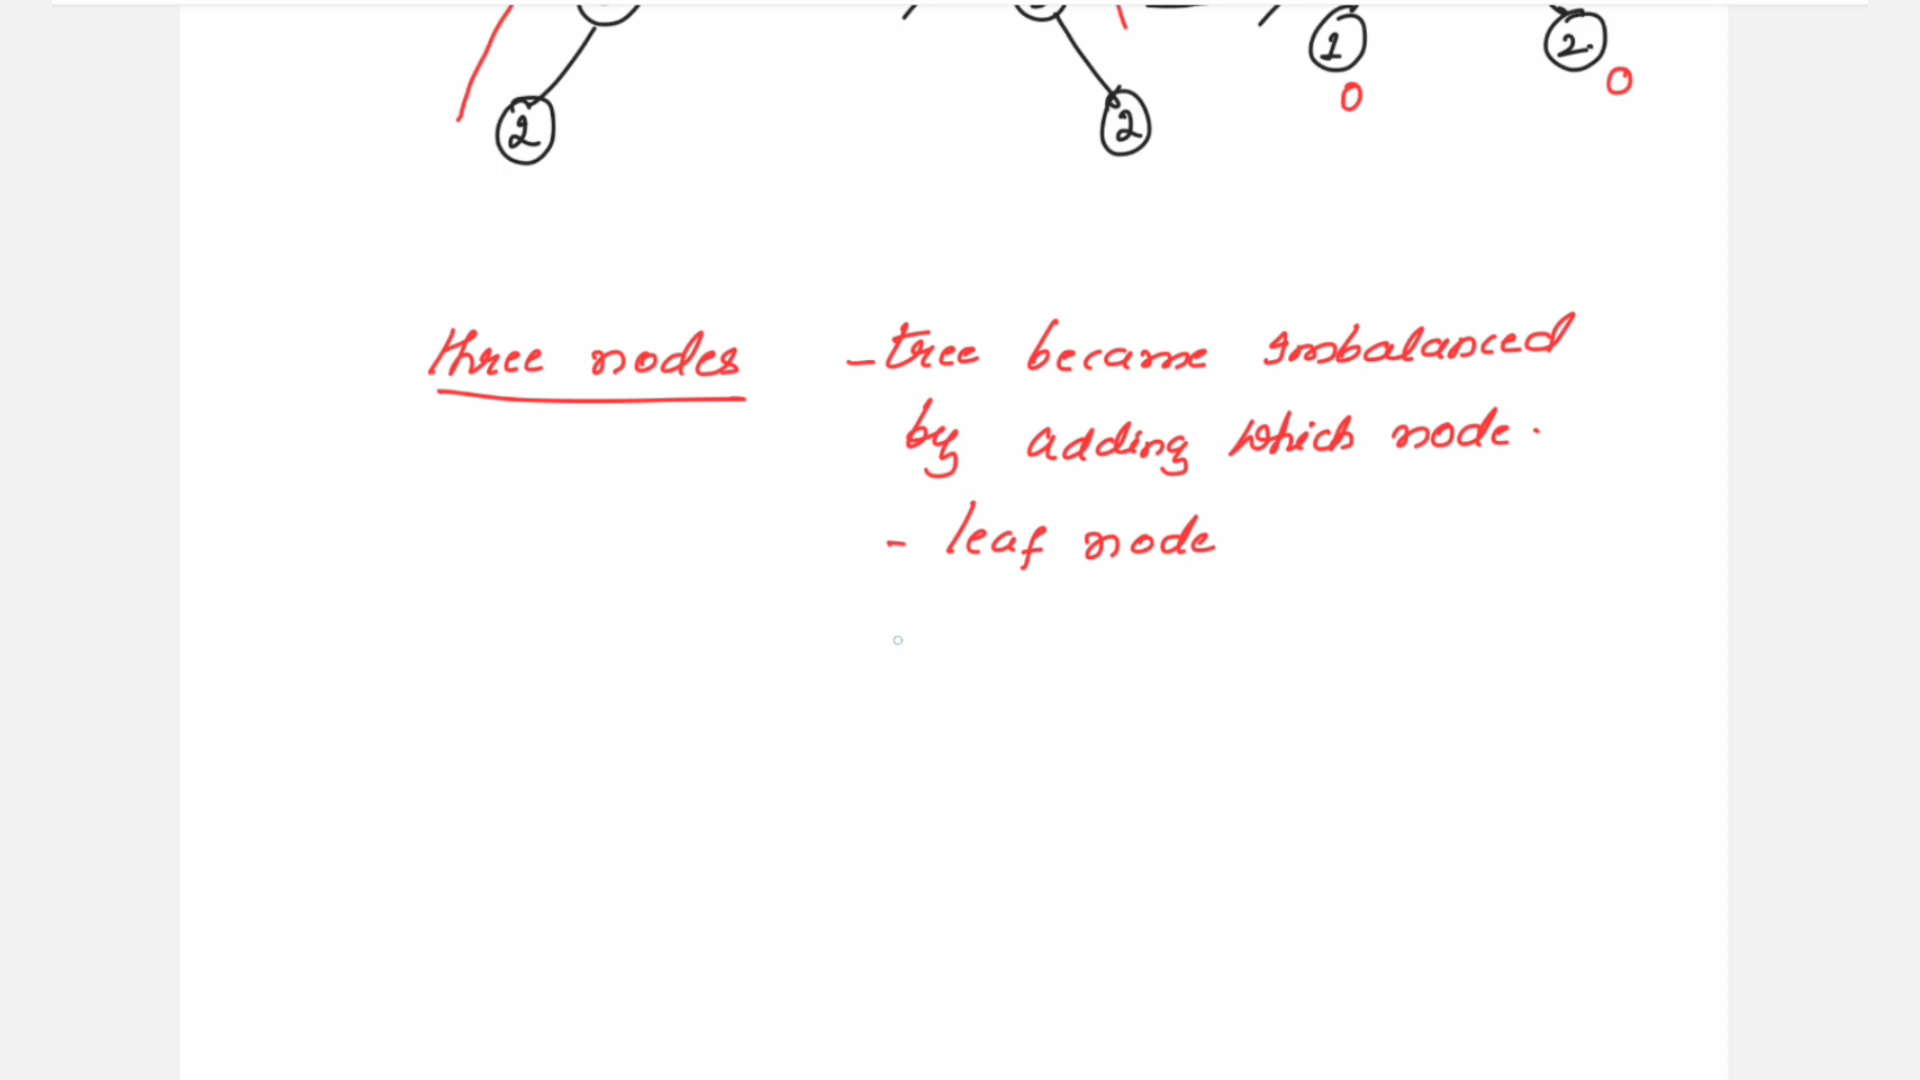 1 2
2 2 0 0
three nodes - tree became Imbalanced
by adding which node.
- leaf node